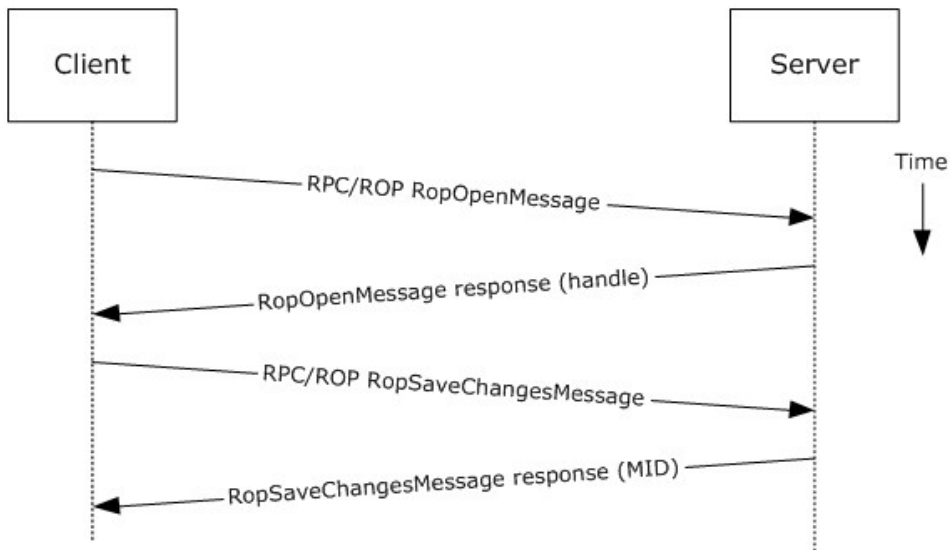 Client
Server
Time
RPC/ROP RopOpenMessage
RopOpenMessage response (handle)
RPC/ROP RopSaveChangesMessage
RopSaveChangesMessage response (MID)